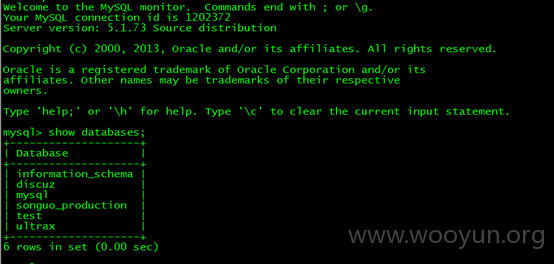 Welcome to the MySQL monitor.  Commands end with ; or \g.
Your MySQL connection id is 1202372
Server version: 5.1.73 Source distribution

Copyright (c) 2000, 2013, Oracle and/or its affiliates. All rights reserved.

Oracle is a registered trademark of Oracle Corporation and/or its
affiliates. Other names may be trademarks of their respective
owners.

Type 'help;' or '\h' for help. Type '\c' to clear the current input statement.

mysql> show databases;
+--------------------+
| Database           |
+--------------------+
| information_schema |
| discuz             |
| mysql              |
| songuo_production  |
| test               |
| ultrax             |
+--------------------+
6 rows in set (0.00 sec)
www.wooyun.org